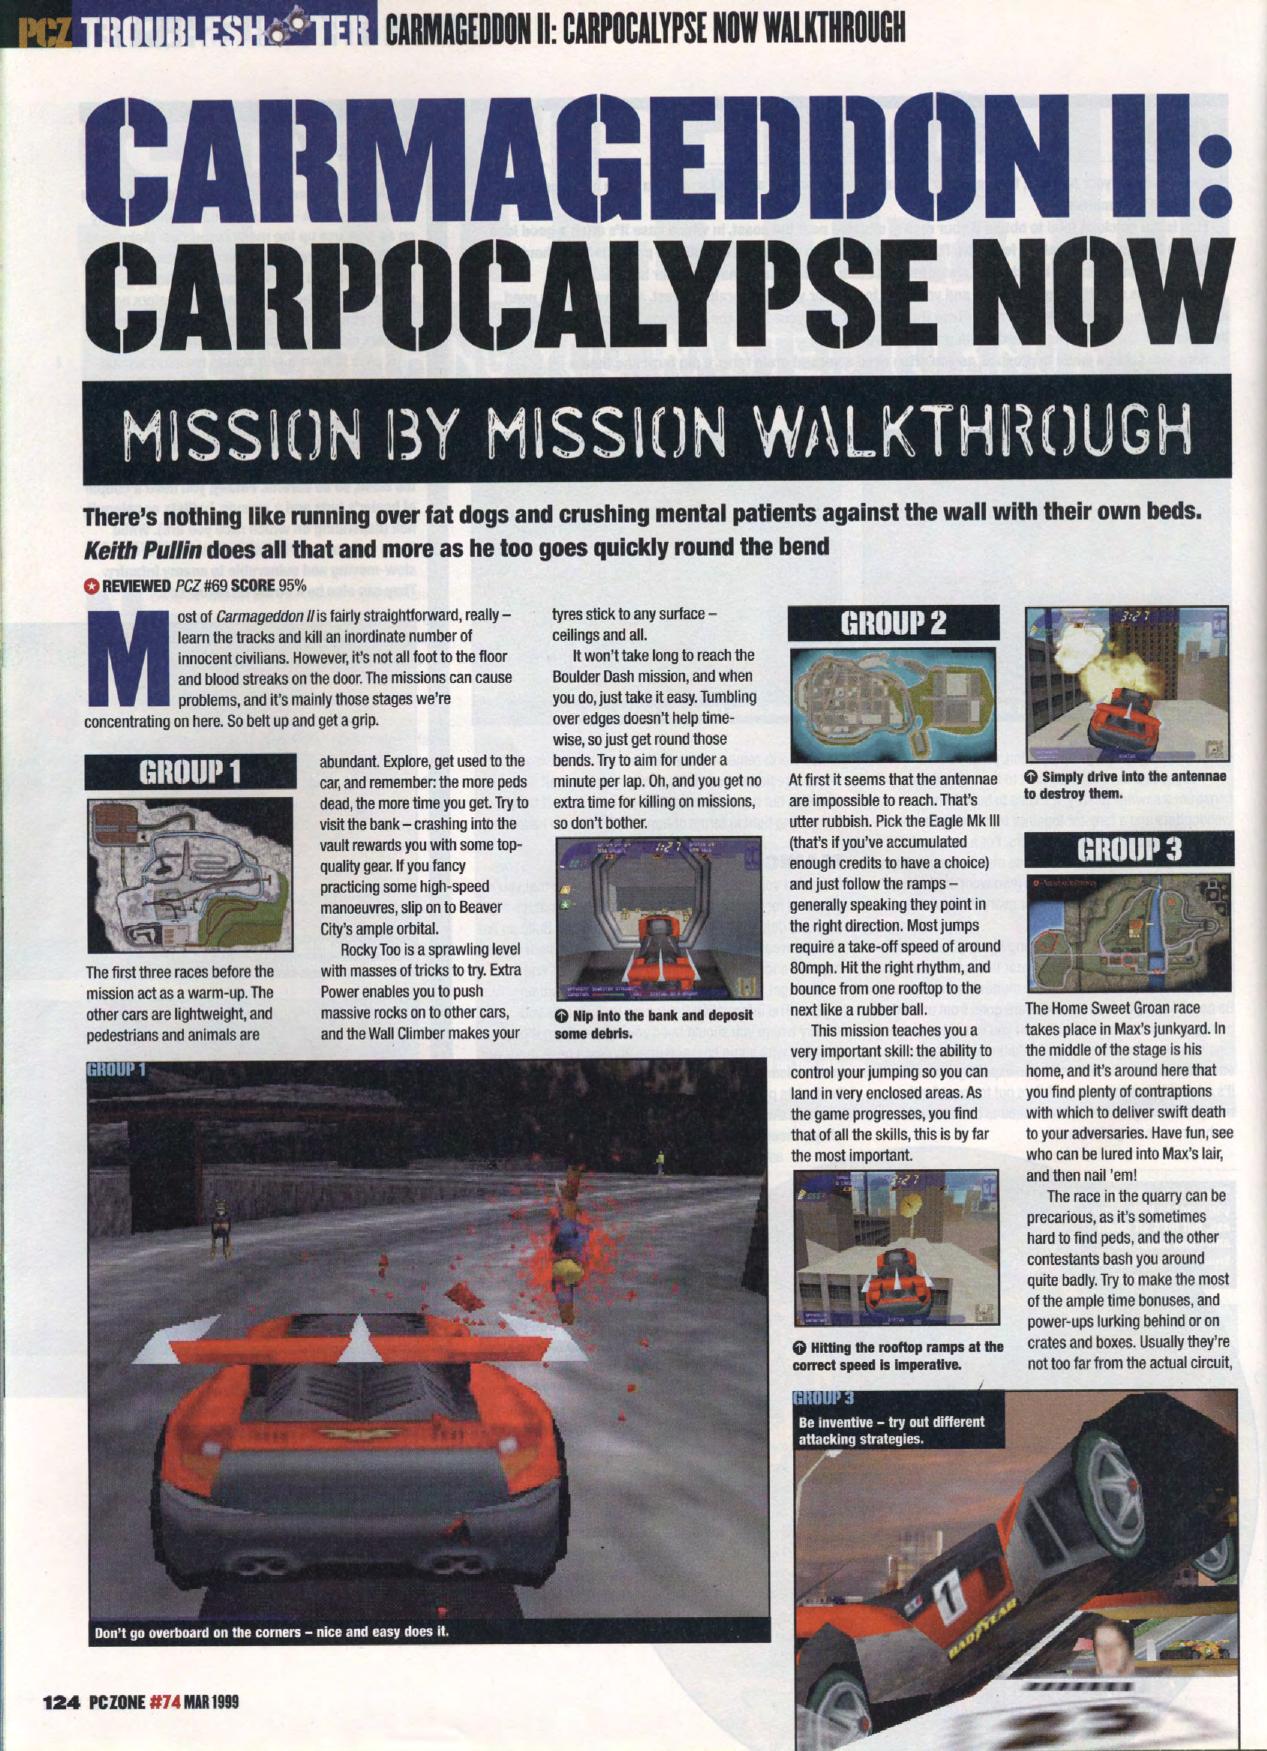 PCZ TROUBLESHOOTER CARMAGEDDON II: CARPOCALYPSE NOW WALKTHROUGH
CARMAGEDDON II:
CARPOCALYPSE NOW
MISSION BY MISSION WALKTHROUGH
There's nothing like running over fat dogs and crushing mental patients against the wall with their own beds.
Keith Pullin does all that and more as he too goes quickly round the bend
REVIEWED PCZ #69 SCORE 95%
Most of Carmageddon II is fairly straightforward, really –
learn the tracks and kill an inordinate number of
innocent civilians. However, it's not all foot to the floor
and blood streaks on the door. The missions can cause
problems, and it's mainly those stages we're
concentrating on here. So belt up and get a grip.
GROUP 1
The first three races before the
mission act as a warm-up. The
other cars are lightweight, and
pedestrians and animals are
abundant. Explore, get used to the
car, and remember: the more peds
dead, the more time you get. Try to
visit the bank – crashing into the
vault rewards you with some top-
quality gear. If you fancy
practicing some high-speed
manoeuvres, slip on to Beaver
City's ample orbital.
Rocky Too is a sprawling level
with masses of tricks to try. Extra
Power enables you to push
massive rocks on to other cars,
and the Wall Climber makes your
tyres stick to any surface –
ceilings and all.
It won't take long to reach the
Boulder Dash mission, and when
you do, just take it easy. Tumbling
over edges doesn't help time-
wise, so just get round those
bends. Try to aim for under a
minute per lap. Oh, and you get no
extra time for killing on missions,
so don't bother.
1:27
Nip into the bank and deposit
some debris.
GROUP 1
Don't go overboard on the corners – nice and easy does it.
GROUP 2
At first it seems that the antennae
are impossible to reach. That's
utter rubbish. Pick the Eagle Mk III
(that's if you've accumulated
enough credits to have a choice)
and just follow the ramps –
generally speaking they point in
the right direction. Most jumps
require a take-off speed of around
80mph. Hit the right rhythm, and
bounce from one rooftop to the
next like a rubber ball.
This mission teaches you a
very important skill: the ability to
control your jumping so you can
land in very enclosed areas. As
the game progresses, you find
that of all the skills, this is by far
the most important.
3:27
Hitting the rooftop ramps at the
correct speed is imperative.
3:27
Simply drive into the antennae
to destroy them.
GROUP 3
The Home Sweet Groan race
takes place in Max's junkyard. In
the middle of the stage is his
home, and it's around here that
you find plenty of contraptions
with which to deliver swift death
to your adversaries. Have fun, see
who can be lured into Max's lair,
and then nail 'em!
The race in the quarry can be
precarious, as it's sometimes
hard to find peds, and the other
contestants bash you around
quite badly. Try to make the most
of the ample time bonuses, and
power-ups lurking behind or on
crates and boxes. Usually they're
not too far from the actual circuit,
GROUP 3
Be inventive – try out different
attacking strategies.
1
BAD YEAR
124 PC ZONE #74 MAR 1999